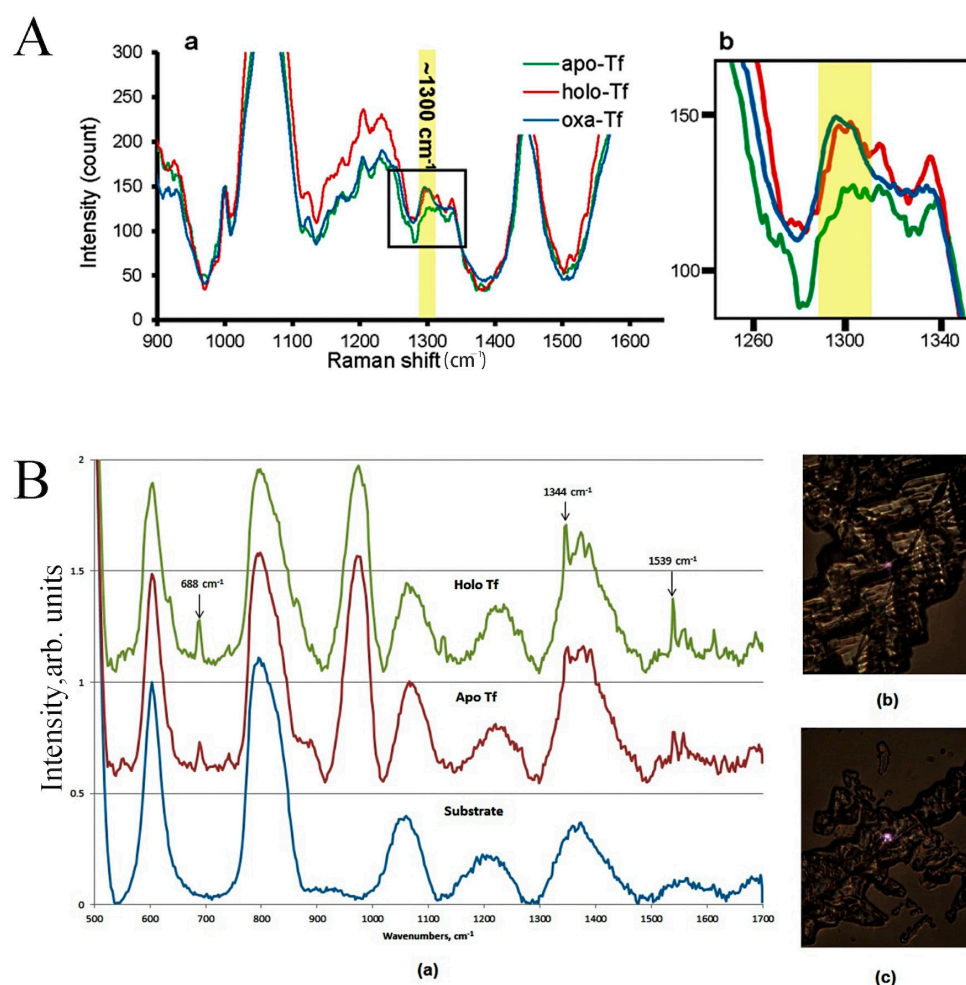 A
a
300
250
200
150
100
50
0
Intensity (count)
~1300 cm⁻¹
apo-Tf
holo-Tf
oxa-Tf
900 1000 1100 1200 1300 1400 1500 1600
Raman shift (cm⁻¹)
b
150
100
1260 1300 1340
B
2
1.5
1
0.5
0
Intensity,arb. units
688 cm⁻¹
1344 cm⁻¹
1539 cm⁻¹
Holo Tf
Apo Tf
Substrate
500 600 700 800 900 1000 1100 1200 1300 1400 1500 1600 1700
Wavenumbers, cm⁻¹
(a)
(b)
(c)